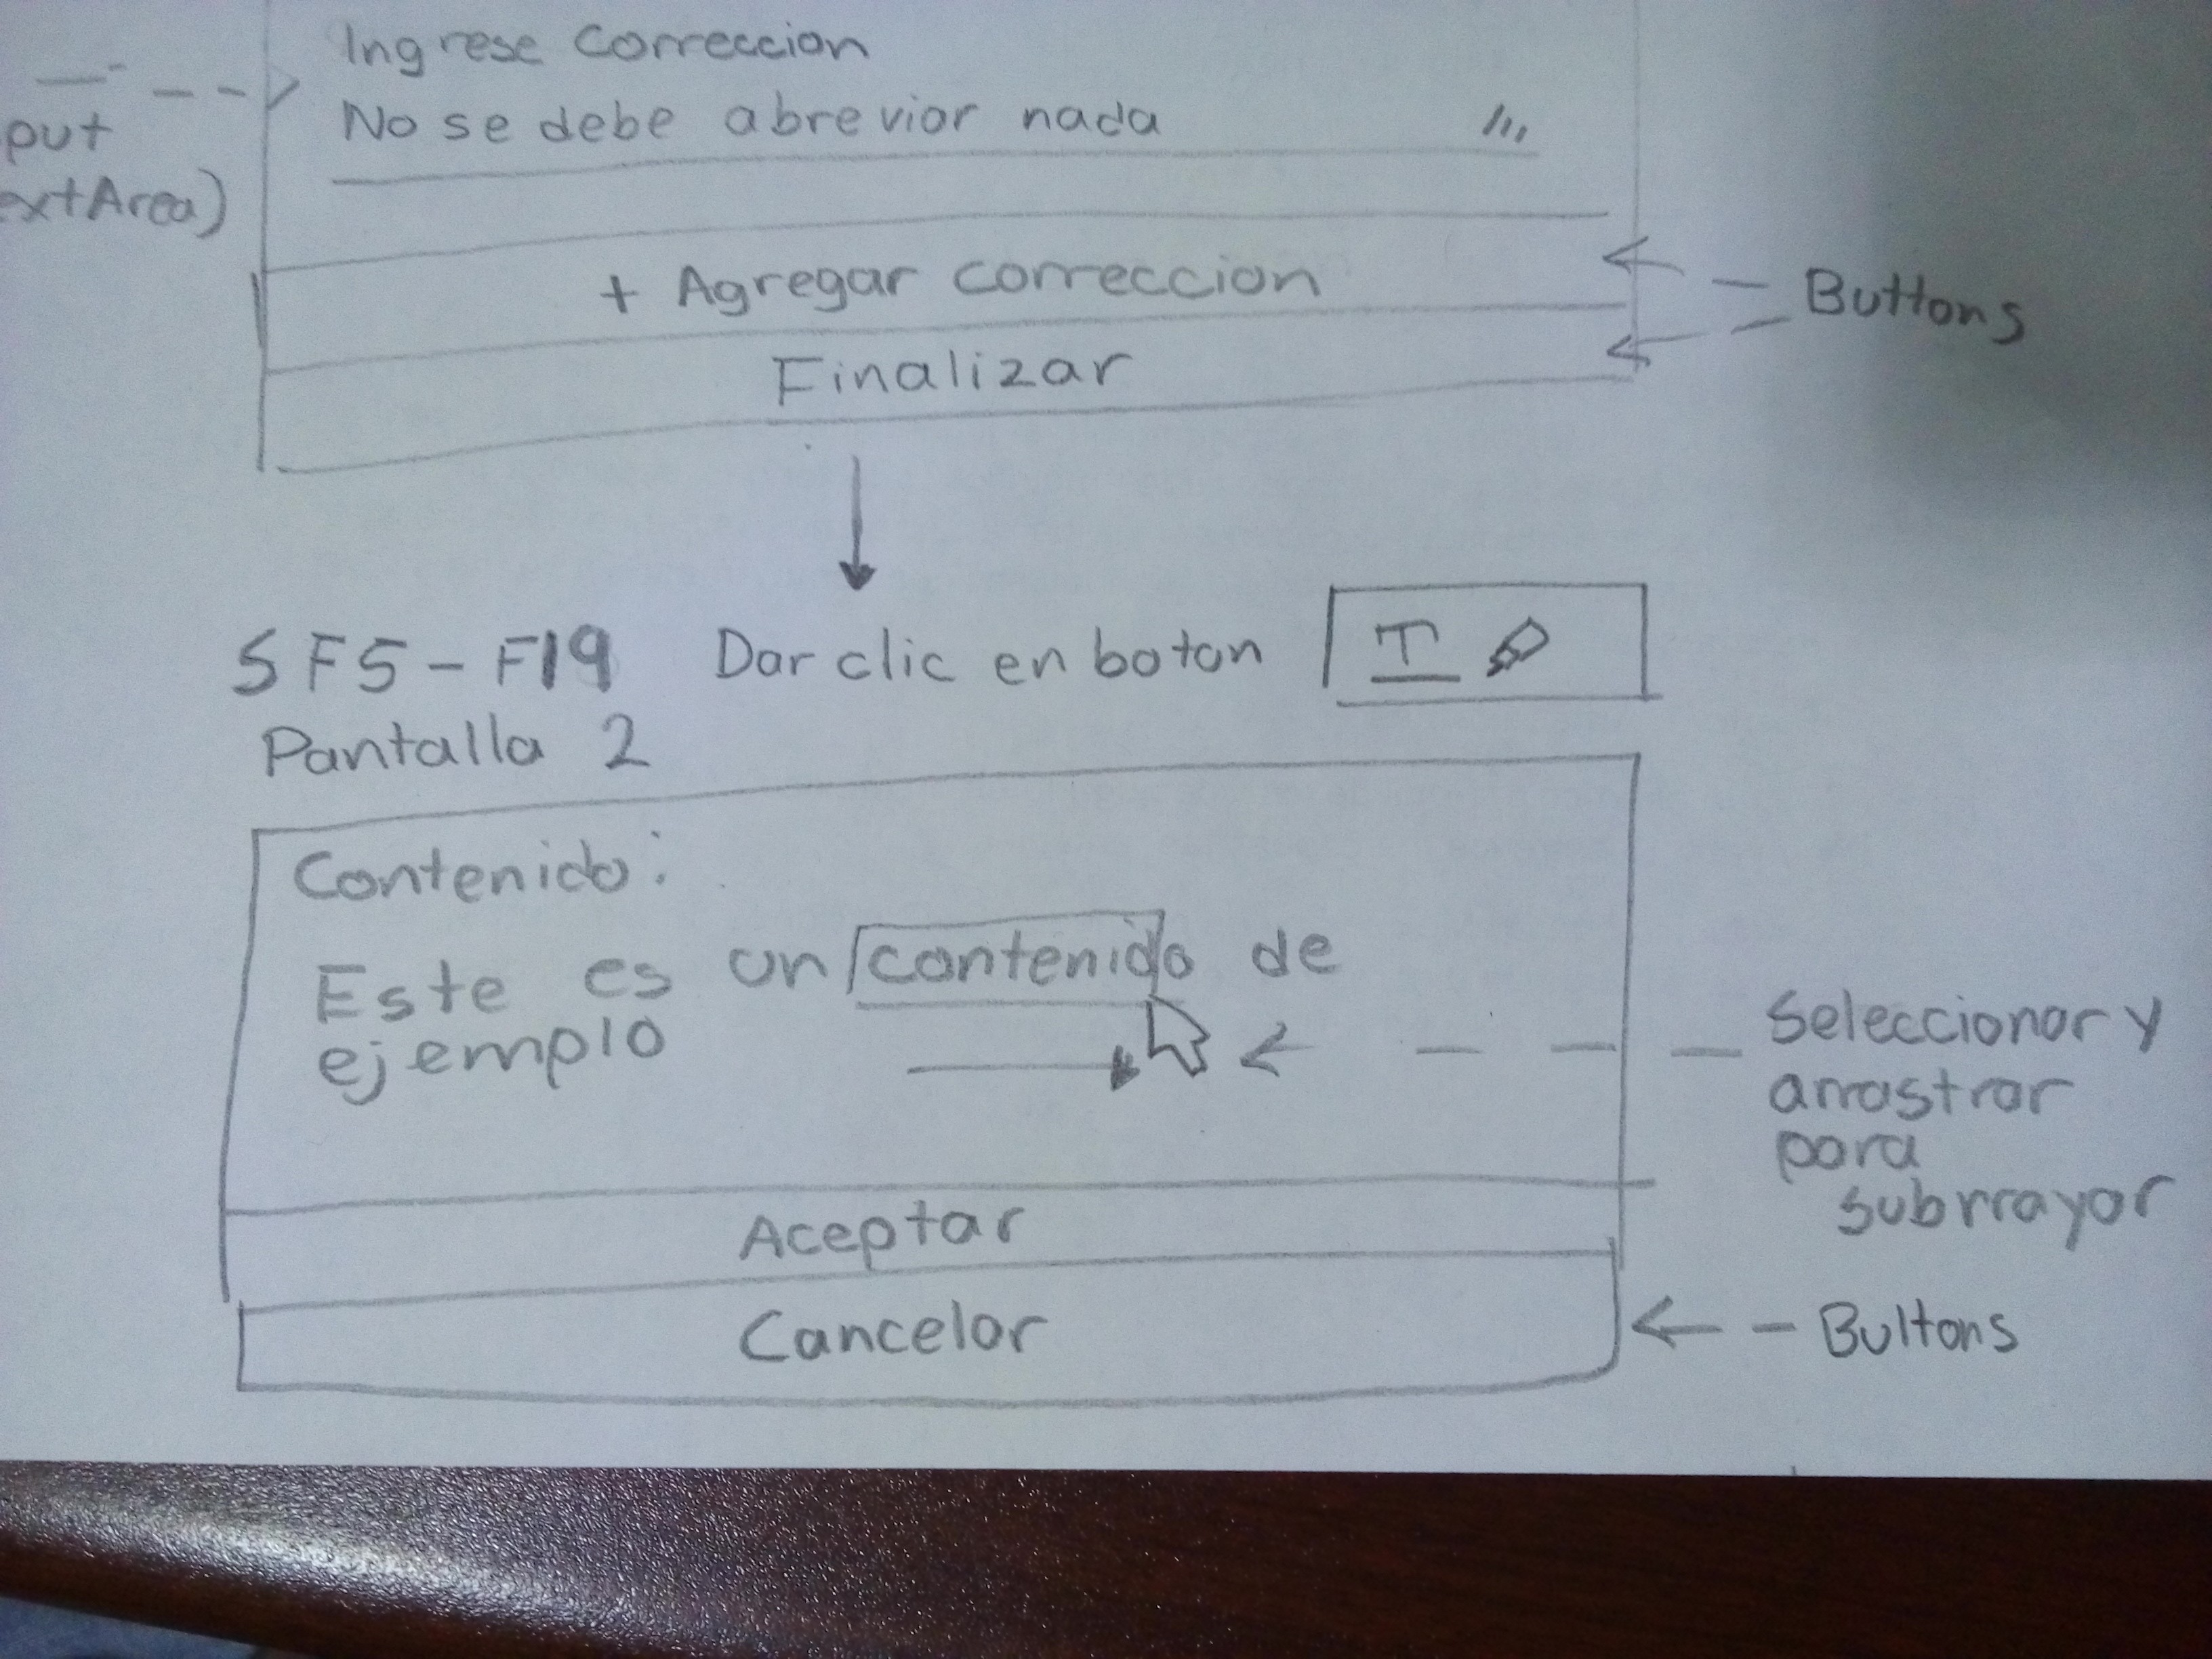 Ingrese Correccion
No se debe abreviar nada
put
extArea)
+ Agregar correccion
Finalizar
Buttons
SF5-F19 Dar clic en boton T
Pantalla 2
Contenido:
Este es un contenido de
ejemplo
Seleccionar y
arrastrar
para
subrrayar
Aceptar
Cancelar
Buttons